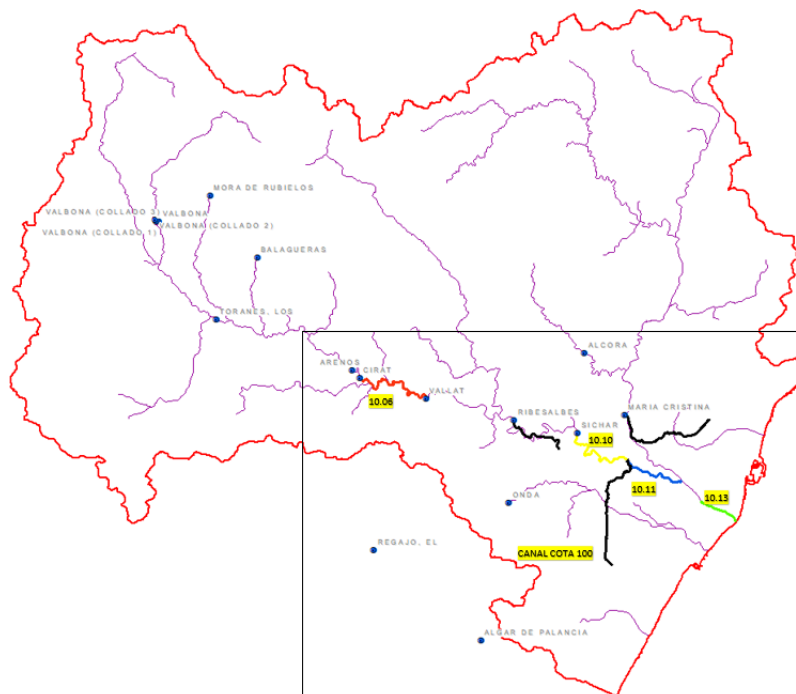 MORA DE RUBIELOS
VALBONA (COLLADO 3)
VALBONA
VALBONA (COLLADO 2)
VALBONA (COLLADO 1)
BALAGUERAS
TORANES, LOS
ARENOS
CIRAT
ALCORA
10.06
VALLAT
RIBESALBES
MARIA CRISTINA
SICHAR
10.10
10.11
10.13
ONDA
REGAJO, EL
CANAL COTA 100
ALGAR DE PALANCIA